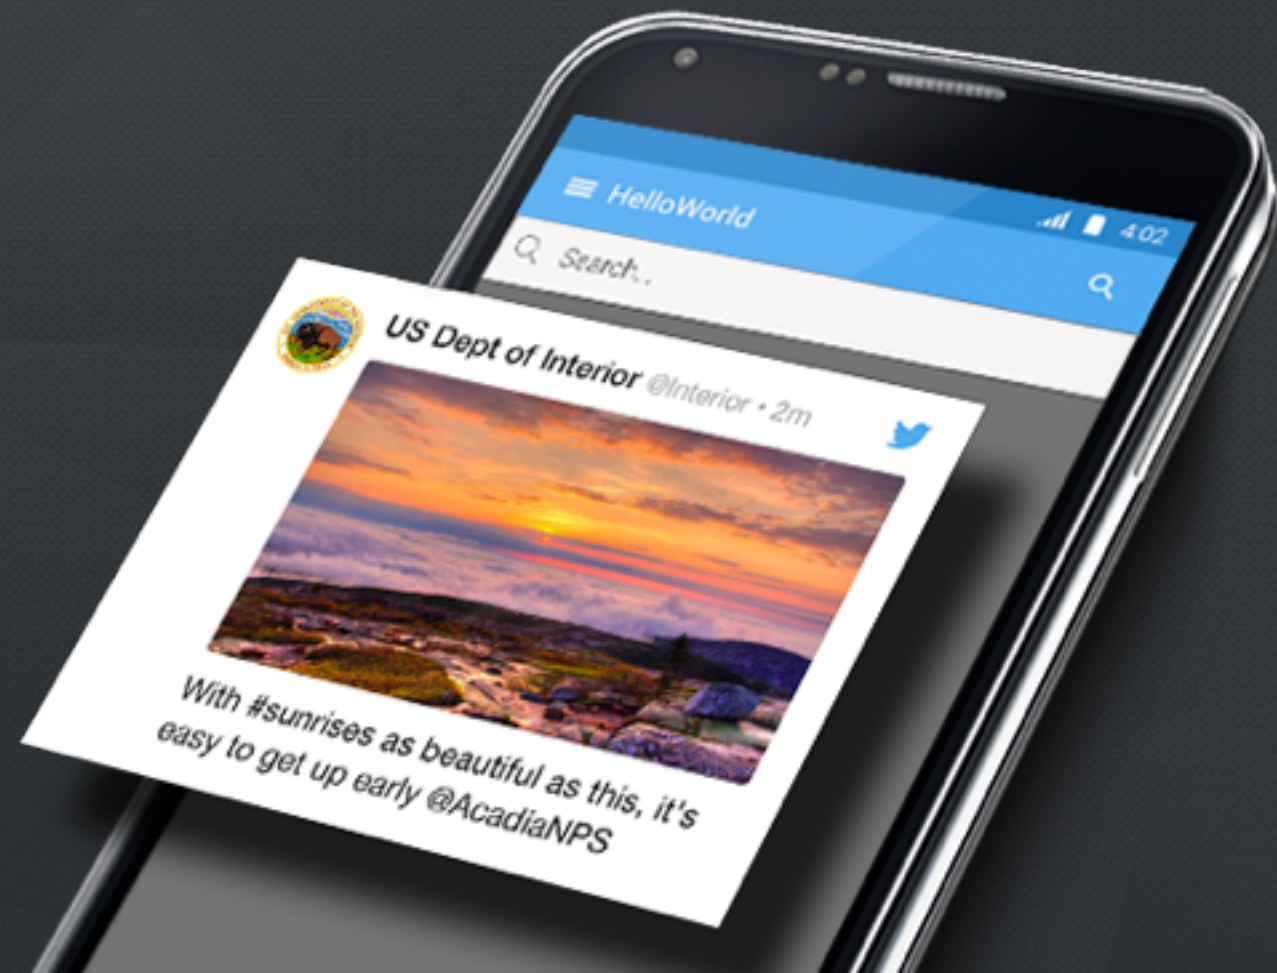 HelloWorld
4:02
Search...
US Dept of Interior @Interior • 2m
With #sunrises as beautiful as this, it's
easy to get up early @AcadiaNPS